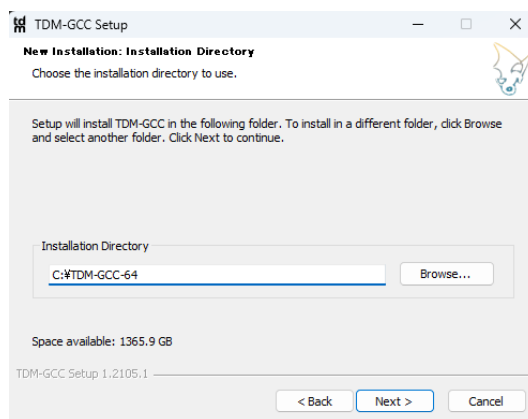 TDM-GCC Setup
New Installation: Installation Directory
Choose the installation directory to use.
Setup will install TDM-GCC in the following folder. To install in a different folder, click Browse
and select another folder. Click Next to continue.
Installation Directory
C:¥TDM-GCC-64
Browse...
Space available: 1365.9 GB
TDM-GCC Setup 1.2105.1
< Back
Next >
Cancel